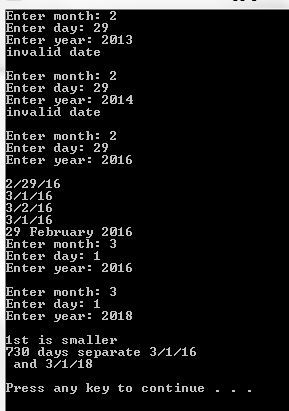 Enter month: 2
Enter day: 29
Enter year: 2013
invalid date
Enter month: 2
Enter day: 29
Enter year: 2014
invalid date
Enter month: 2
Enter day: 29
Enter year: 2016
2/29/16
3/1/16
3/2/16
3/1/16
29 February 2016
Enter month: 3
Enter day: 1
Enter year: 2016
Enter month: 3
Enter day: 1
Enter year: 2018
1st is smaller
730 days separate 3/1/16
and 3/1/18
Press any key to continue . . .